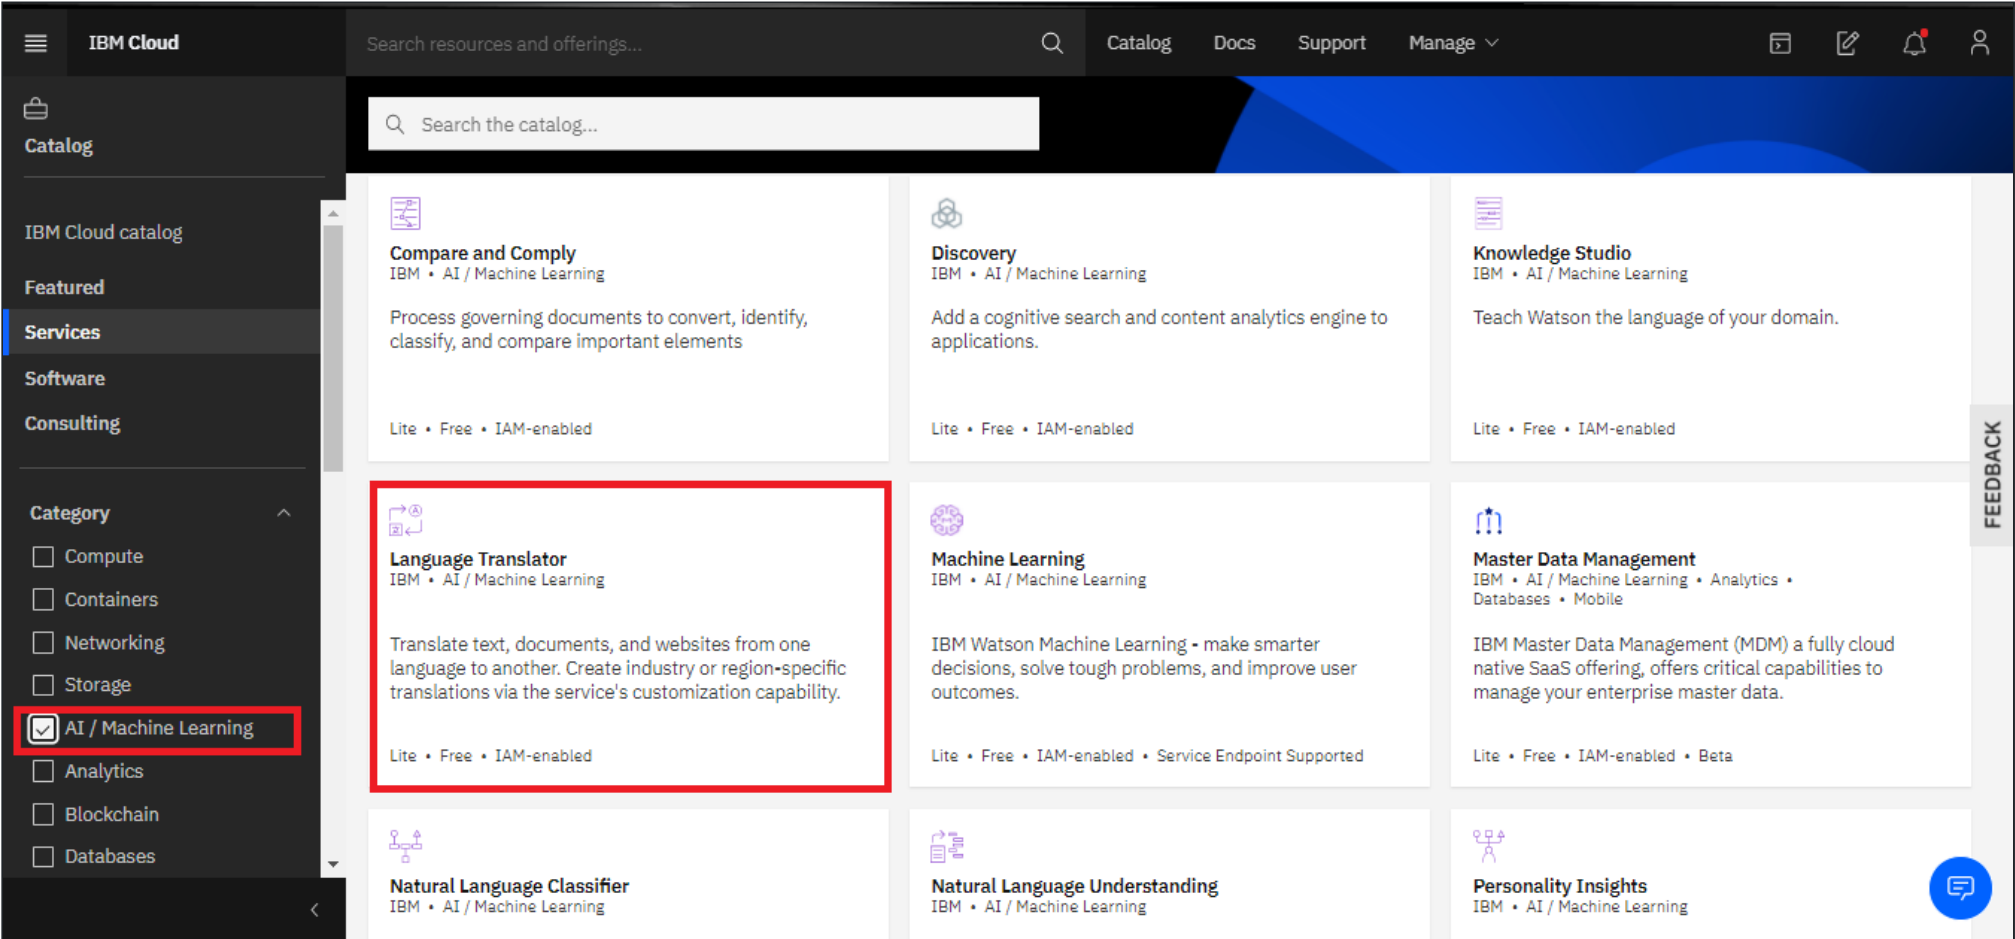 IBM Cloud
Search resources and offerings...
Catalog
Docs
Support
Manage
Catalog
IBM Cloud catalog
Featured
Services
Software
Consulting
Category
Compute
Containers
Networking
Storage
AI / Machine Learning
Analytics
Blockchain
Databases
Search the catalog...
Compare and Comply
IBM • AI / Machine Learning
Process governing documents to convert, identify,
classify, and compare important elements
Lite • Free • IAM-enabled
Discovery
IBM • AI / Machine Learning
Add a cognitive search and content analytics engine to
applications.
Lite • Free • IAM-enabled
Knowledge Studio
IBM • AI / Machine Learning
Teach Watson the language of your domain.
Lite • Free • IAM-enabled
Language Translator
IBM • AI / Machine Learning
Translate text, documents, and websites from one
language to another. Create industry or region-specific
translations via the service's customization capability.
Lite • Free • IAM-enabled
Machine Learning
IBM • AI / Machine Learning
IBM Watson Machine Learning - make smarter
decisions, solve tough problems, and improve user
outcomes.
Lite • Free • IAM-enabled • Service Endpoint Supported
Master Data Management
IBM • AI / Machine Learning • Analytics •
Databases • Mobile
IBM Master Data Management (MDM) a fully cloud
native SaaS offering, offers critical capabilities to
manage your enterprise master data.
Lite • Free • IAM-enabled • Beta
Natural Language Classifier
IBM • AI / Machine Learning
Natural Language Understanding
IBM • AI / Machine Learning
Personality Insights
IBM • AI / Machine Learning
FEEDBACK